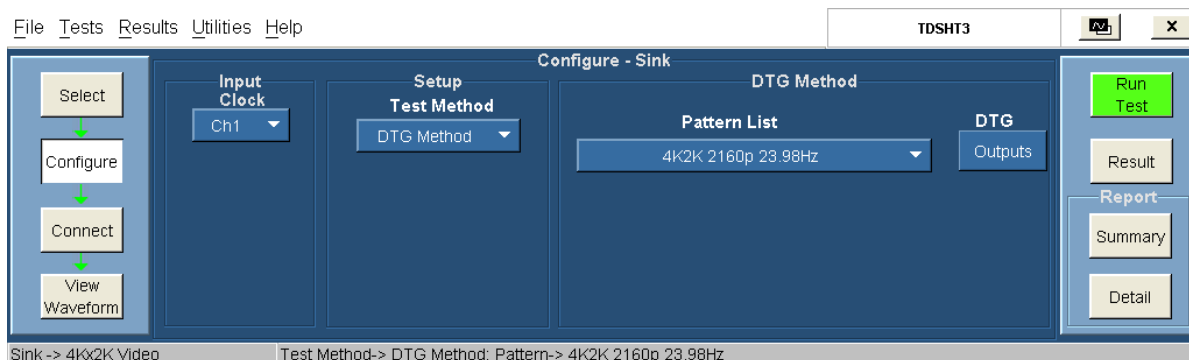 File Tests Results Utilities Help
TDSHT3
x
Configure - Sink
Select
Configure
Connect
View
Waveform
Input
Clock
Ch1
Setup
Test Method
DTG Method
DTG Method
Pattern List
4K2K 2160p 23.98Hz
DTG
Outputs
Run
Test
Result
Report
Summary
Detail
Sink -> 4Kx2K Video
Test Method-> DTG Method; Pattern-> 4K2K 2160p 23.98Hz